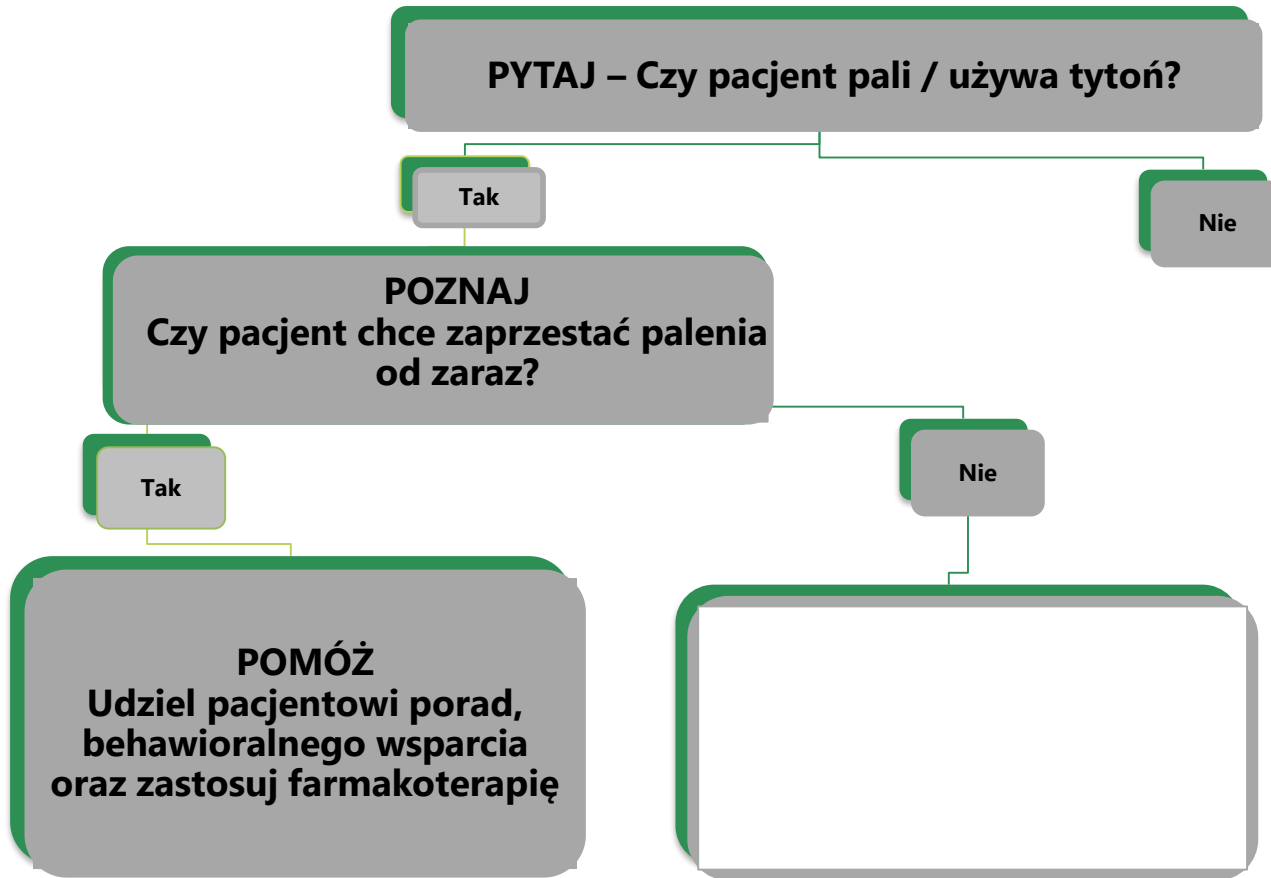 PYTAJ – Czy pacjent pali / używa tytoń?
Tak
Nie
POZNAJ
Czy pacjent chce zaprzestać palenia
od zaraz?
Tak
Nie
POMÓŻ
Udziel pacjentowi porad,
behawioralnego wsparcia
oraz zastosuj farmakoterapię